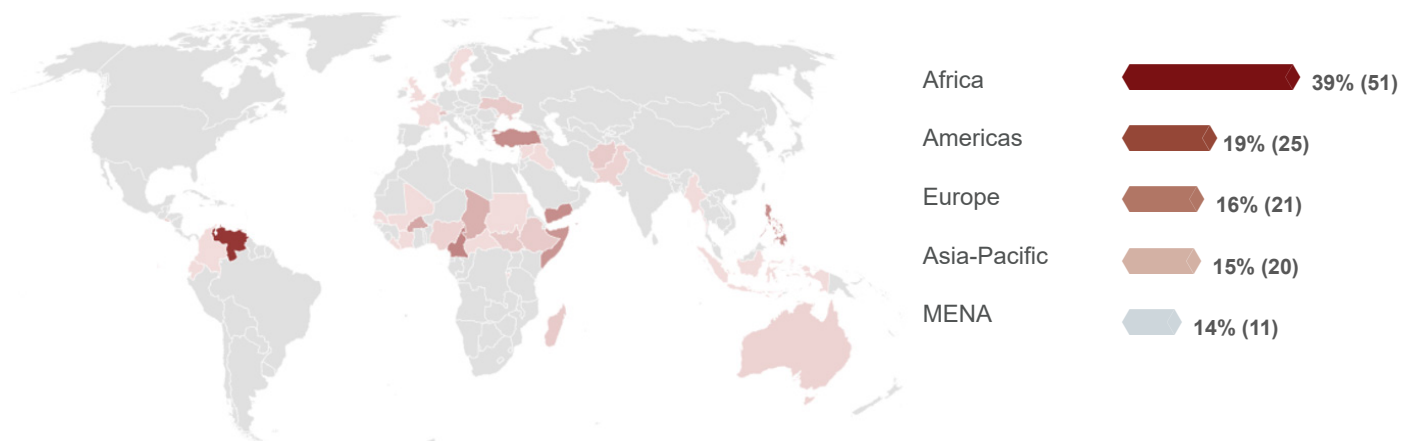 Africa 39% (51)
Americas 19% (25)
Europe 16% (21)
Asia-Pacific 15% (20)
MENA 14% (11)